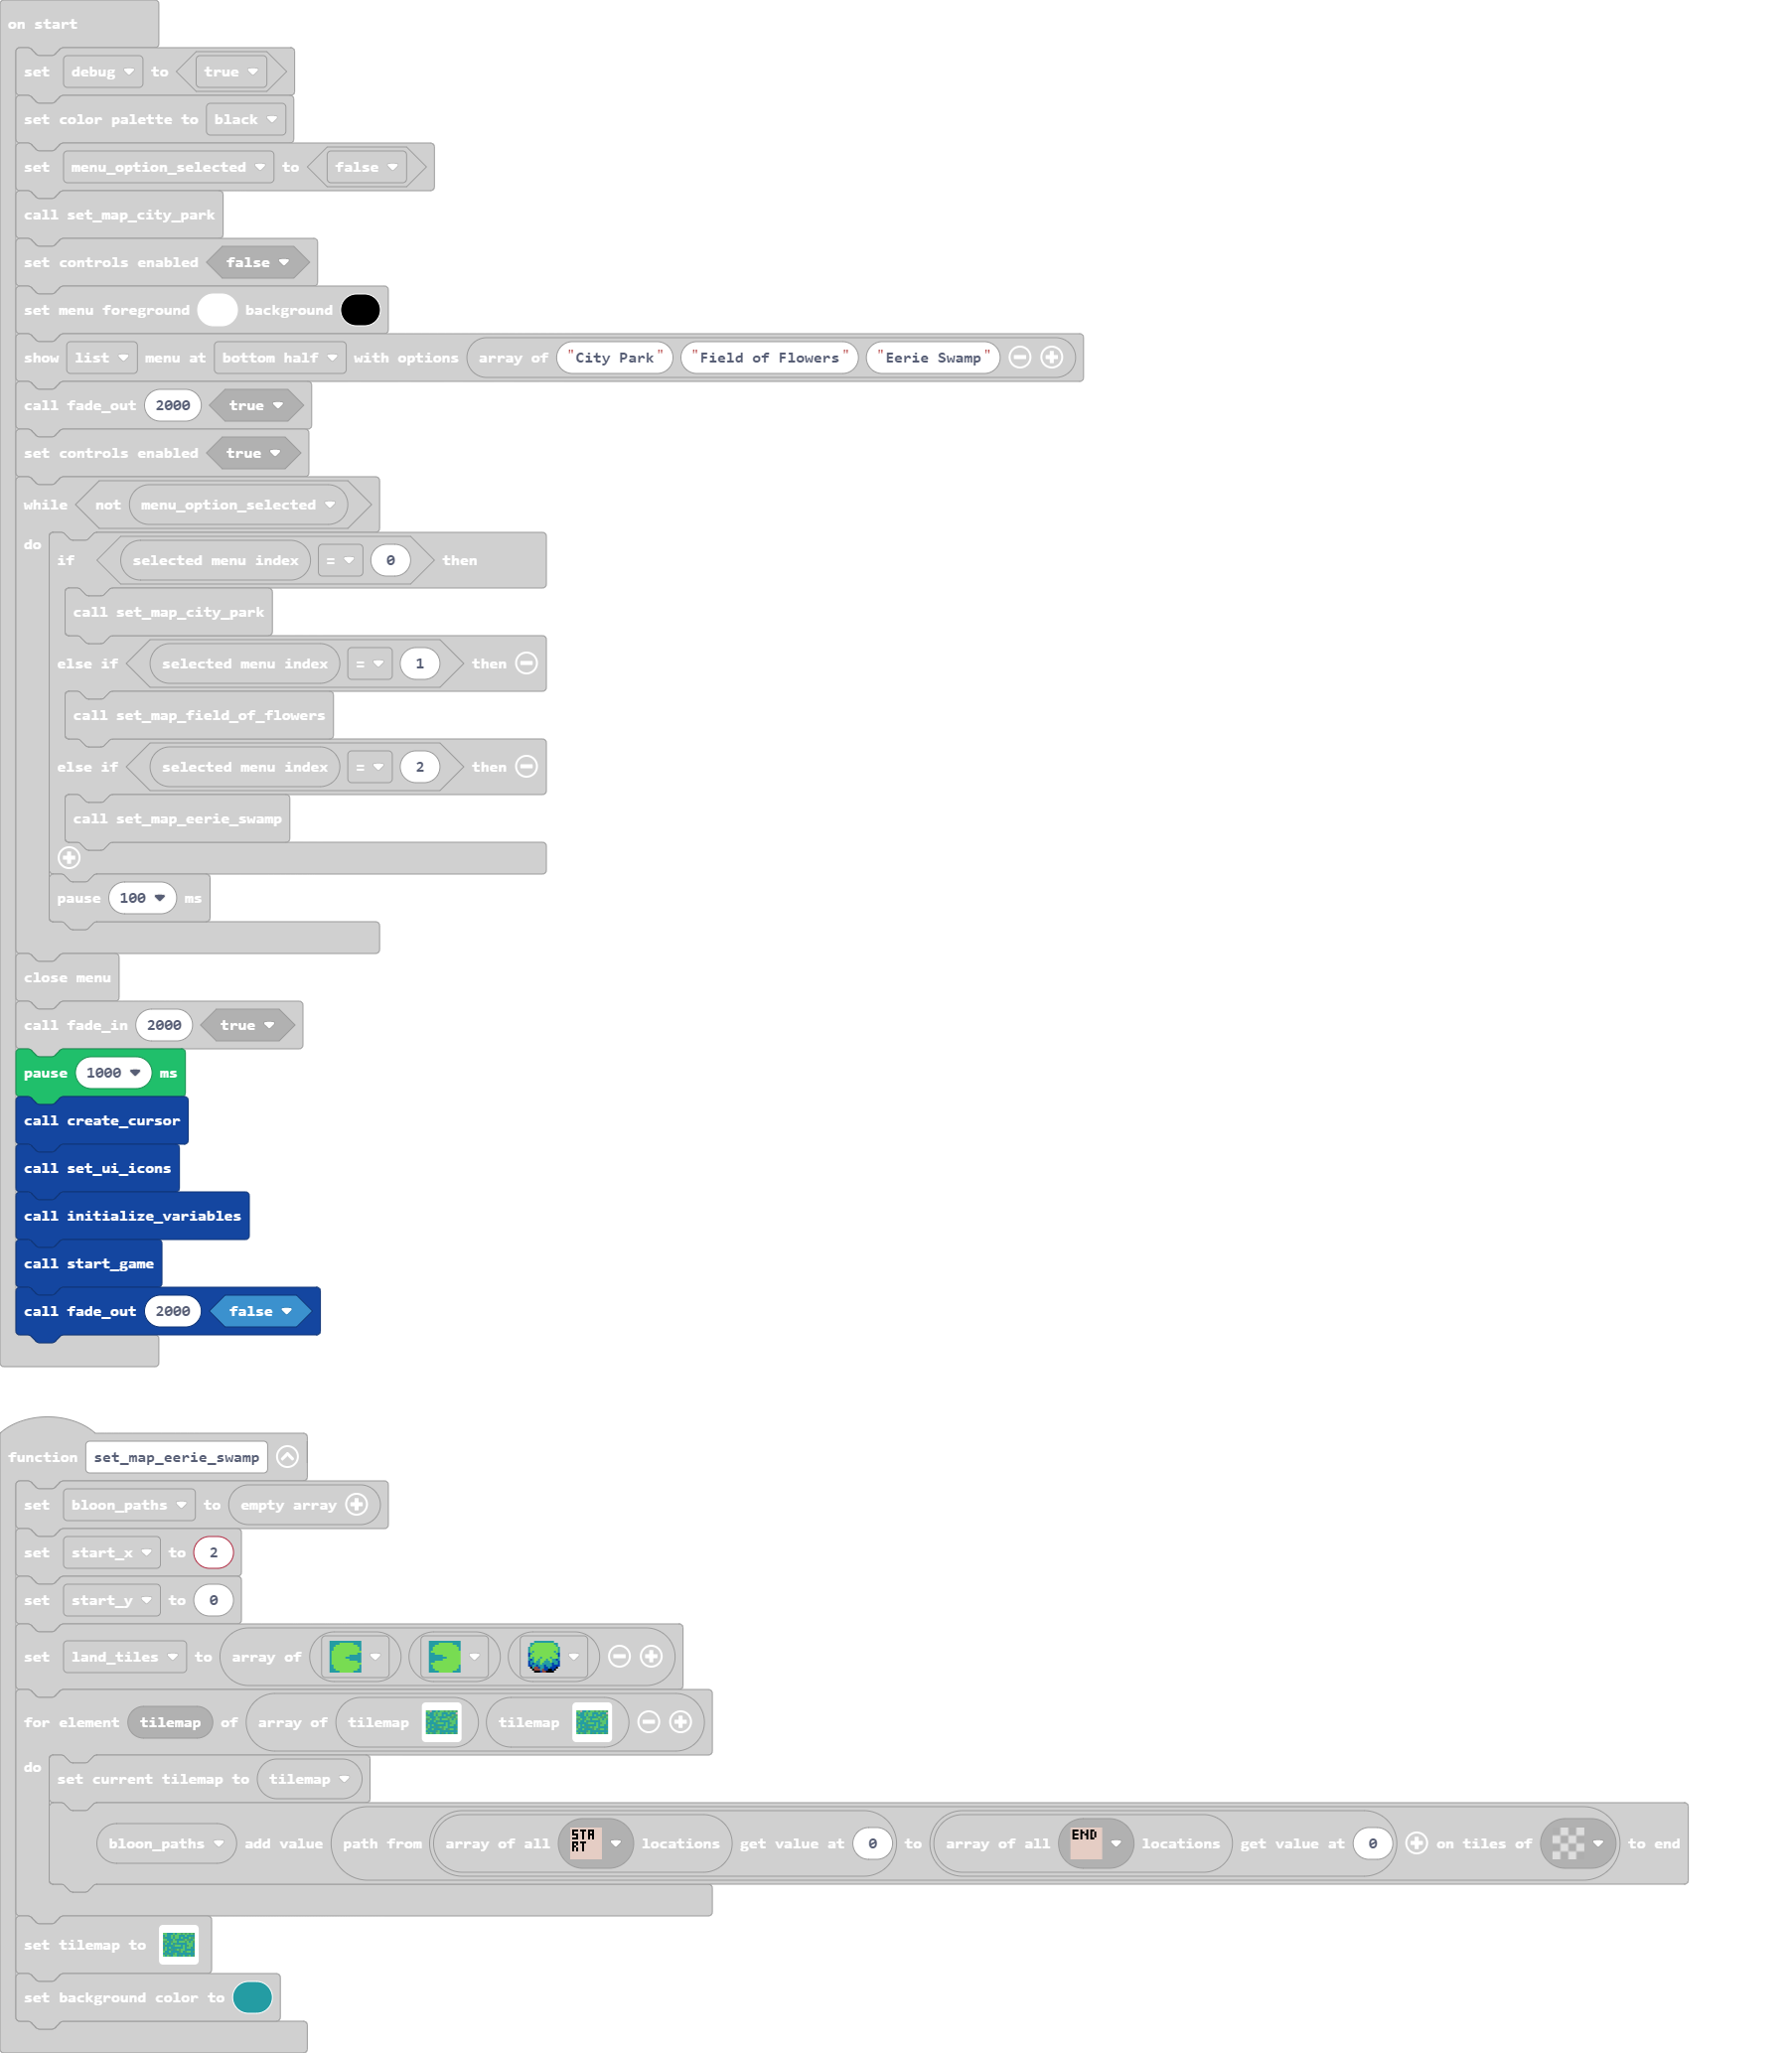 on start
set debug to true
set color palette to black
set menu_option_selected to false
call set_map_city_park
set controls enabled false
set menu foreground background
show list menu at bottom half with options array of "City Park" "Field of Flowers" "Eerie Swamp"
call fade_out 2000 true
set controls enabled true
while not menu_option_selected
do
if selected menu index = 0 then
call set_map_city_park
else if selected menu index = 1 then
call set_map_field_of_flowers
else if selected menu index = 2 then
call set_map_eerie_swamp
pause 100 ms
close menu
call fade_in 2000 true
pause 1000 ms
call create_cursor
call set_ui_icons
call initialize_variables
call start_game
call fade_out 2000 false
function set_map_eerie_swamp
set bloon_paths to empty array
set start_x to 2
set start_y to 0
set land_tiles to array of
for element tilemap of array of tilemap tilemap
do
set current tilemap to tilemap
bloon_paths add value path from array of all START locations get value at 0 to array of all END locations get value at 0 on tiles of to end
set tilemap to
set background color to